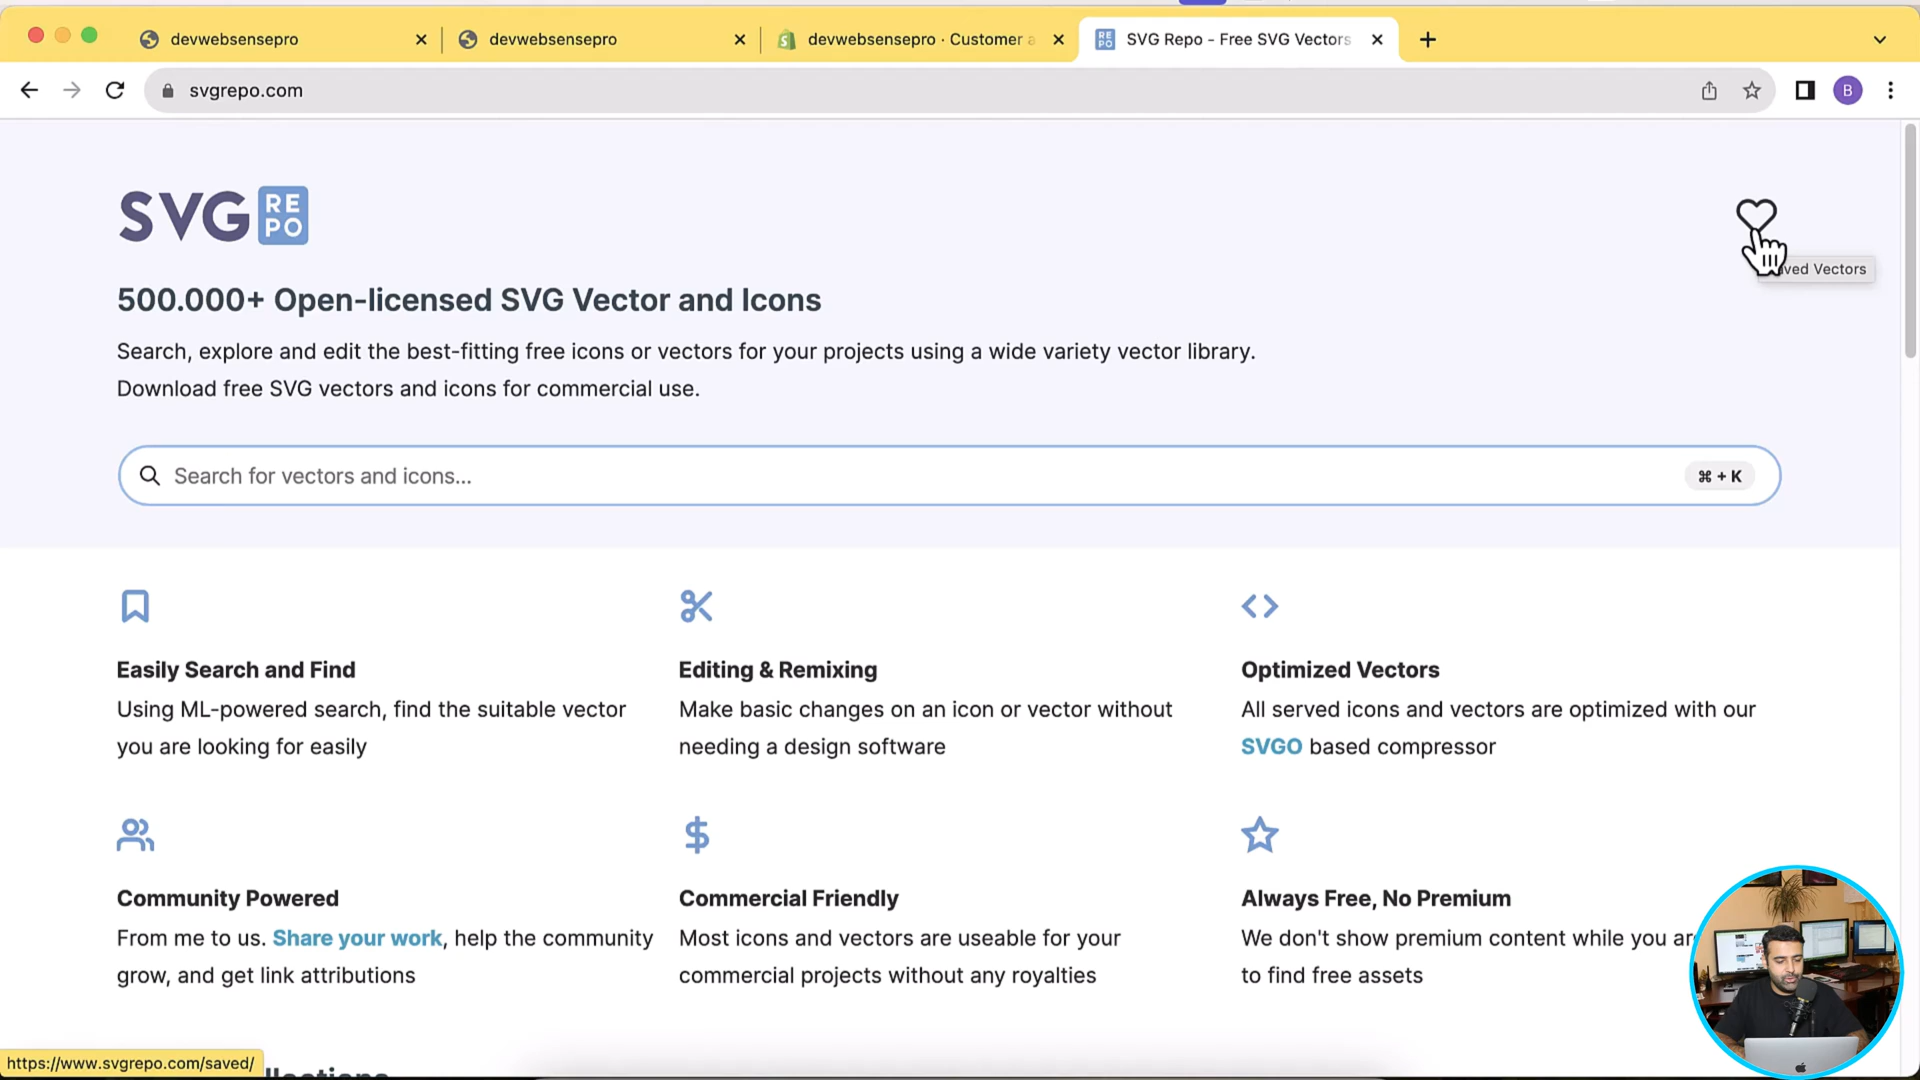 devwebsensepro
devwebsensepro
devwebsensepro · Customer a
SVG Repo - Free SVG Vectors
svgrepo.com
B
SVG RE
PO
ved Vectors
500.000+ Open-licensed SVG Vector and Icons
Search, explore and edit the best-fitting free icons or vectors for your projects using a wide variety vector library.
Download free SVG vectors and icons for commercial use.
Search for vectors and icons...
⌘ + K
Easily Search and Find
Using ML-powered search, find the suitable vector
you are looking for easily
Editing & Remixing
Make basic changes on an icon or vector without
needing a design software
Optimized Vectors
All served icons and vectors are optimized with our
SVGO based compressor
Community Powered
From me to us. Share your work, help the community
grow, and get link attributions
Commercial Friendly
Most icons and vectors are useable for your
commercial projects without any royalties
Always Free, No Premium
We don't show premium content while you ar
to find free assets
https://www.svgrepo.com/saved/